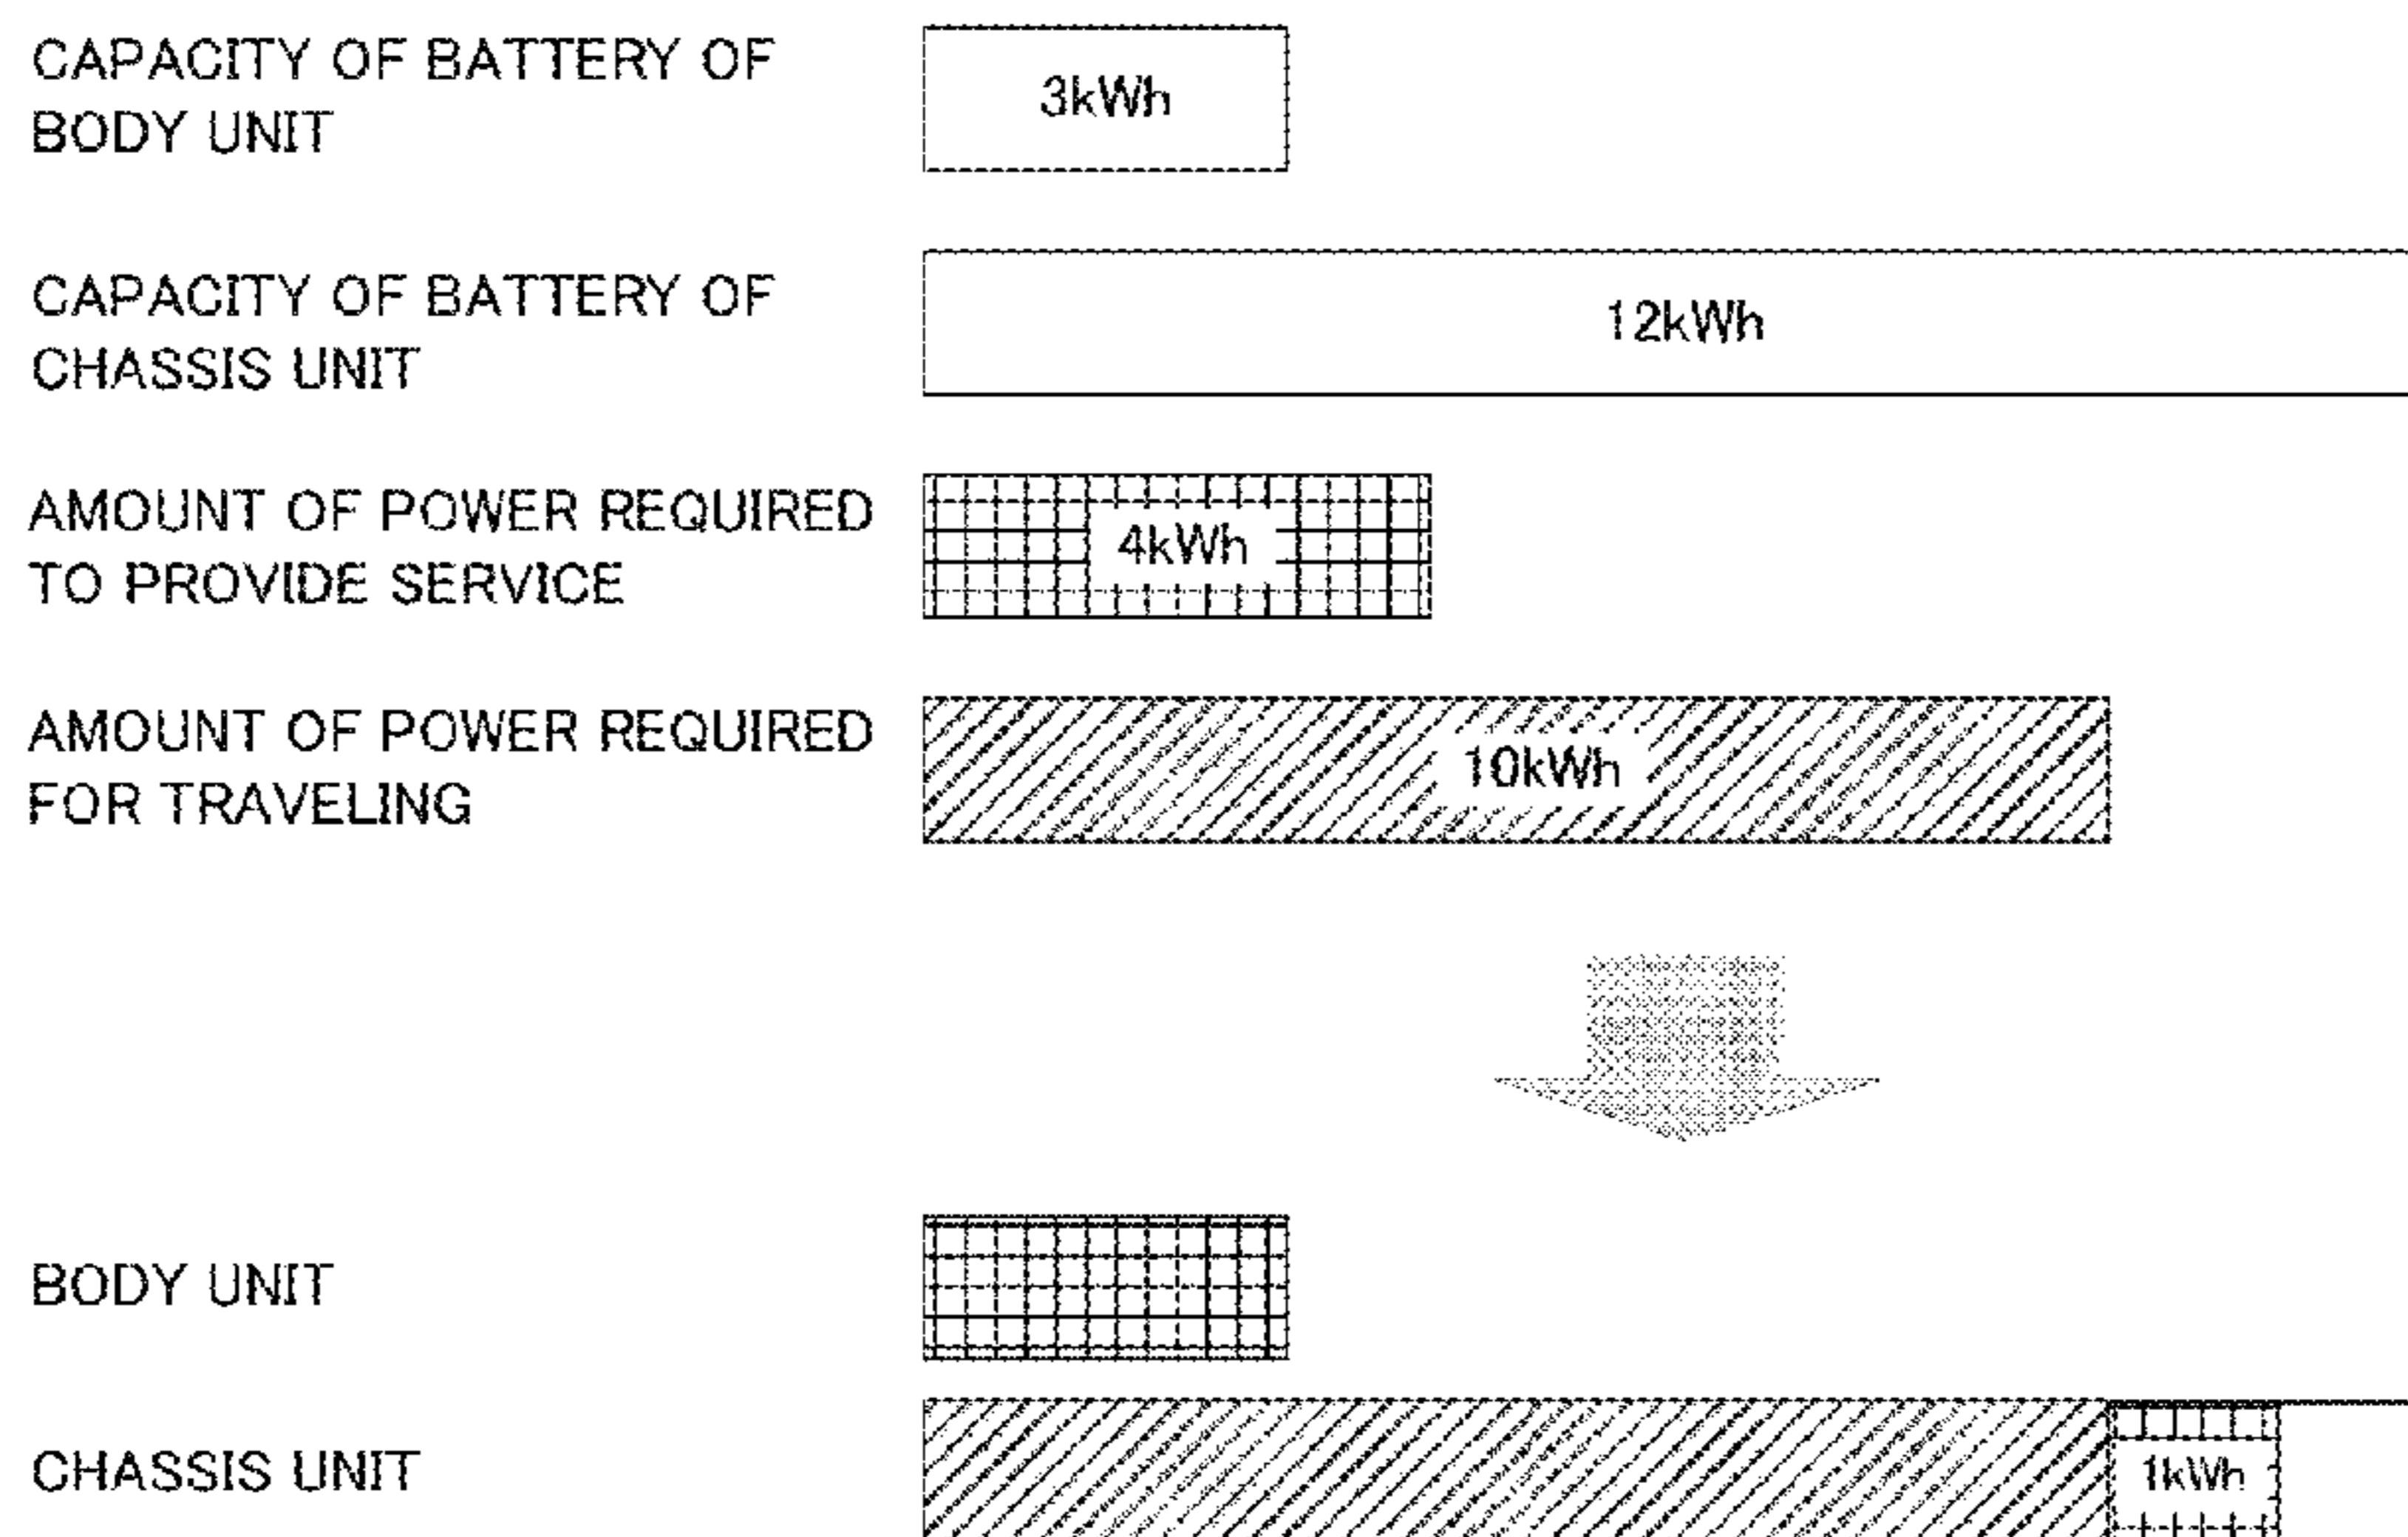 CAPACITY OF BATTERY OF
BODY UNIT
3kWh
CAPACITY OF BATTERY OF
CHASSIS UNIT
12kWh
AMOUNT OF POWER REQUIRED
TO PROVIDE SERVICE
4kWh
AMOUNT OF POWER REQUIRED
FOR TRAVELING
10kWh
BODY UNIT
CHASSIS UNIT
1kWh